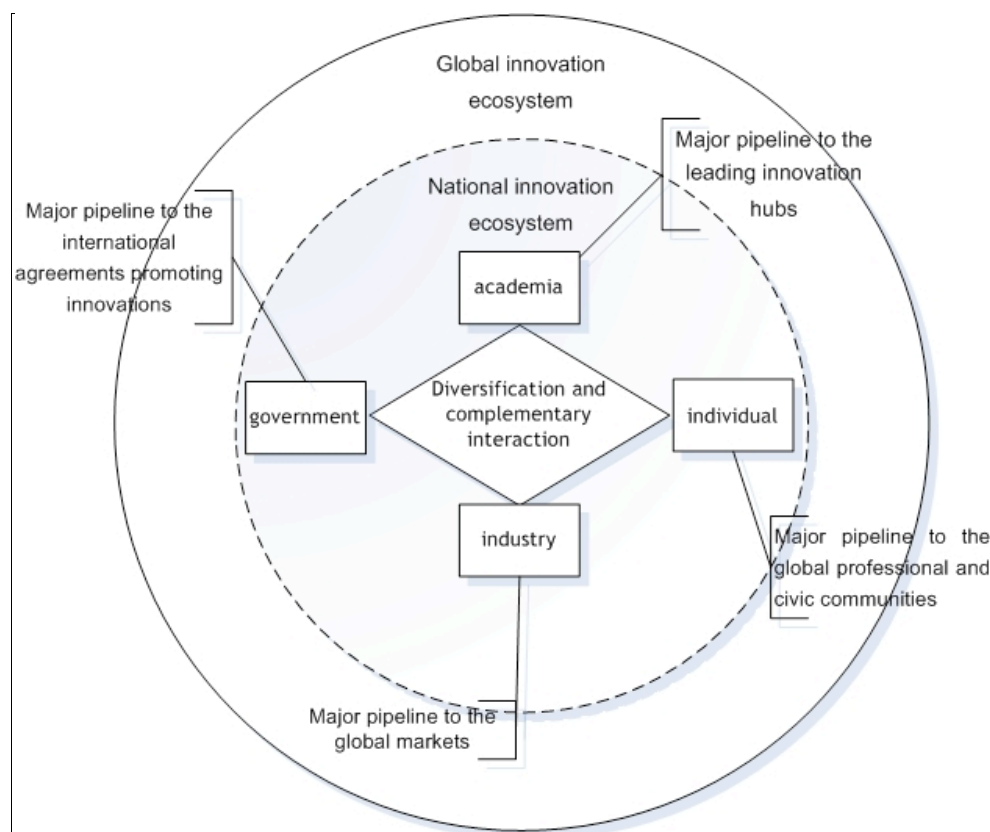 Global innovation
ecosystem
Major pipeline to the
leading innovation
hubs
National innovation
ecosystem
Major pipeline to the
international
agreements promoting
innovations
academia
Diversification and
complementary
interaction
government
individual
industry
Major pipeline to the
global professional and
civic communities
Major pipeline to the
global markets